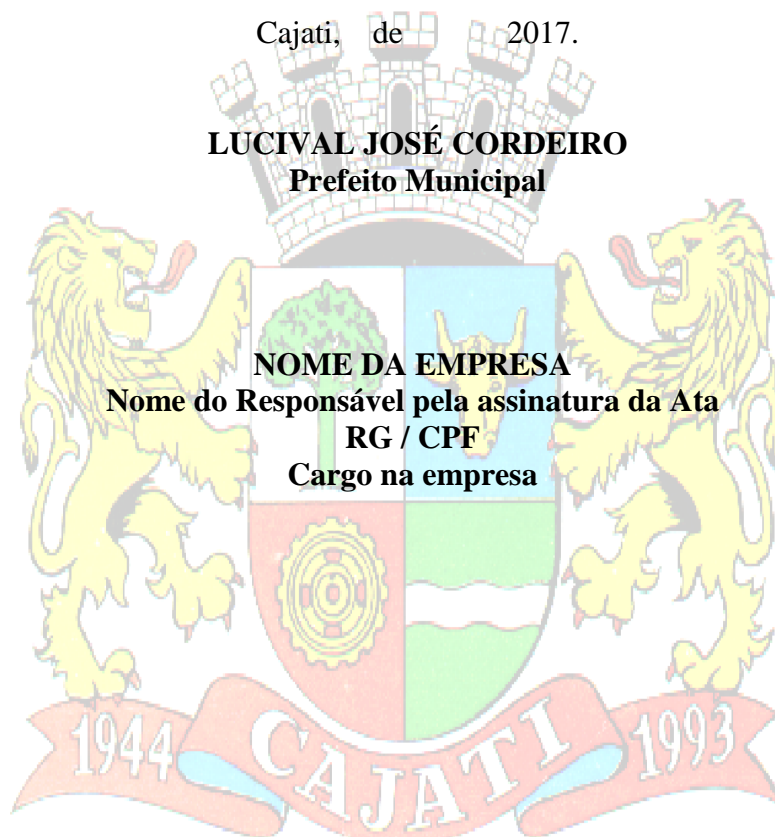 Cajati, de 2017.
LUCIVAL JOSÉ CORDEIRO
Prefeito Municipal
NOME DA EMPRESA
Nome do Responsável pela assinatura da Ata
RG / CPF
Cargo na empresa
1944 CAJATI 1993